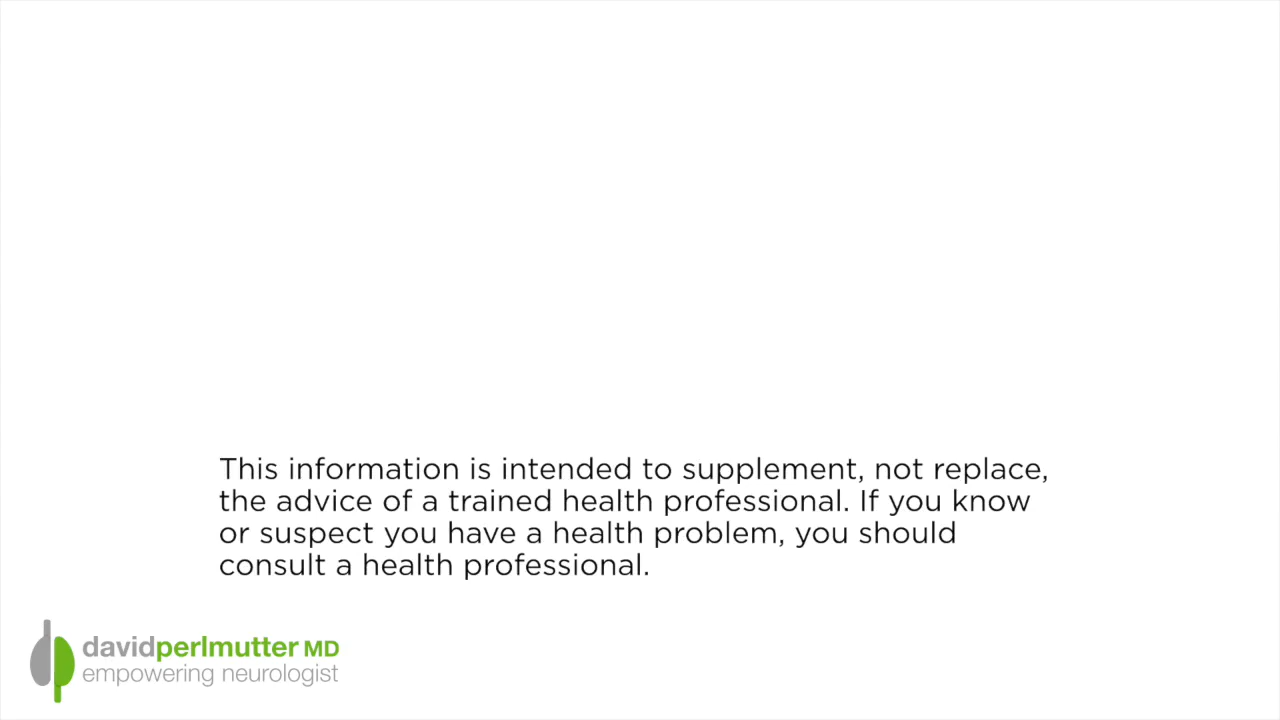 This information is intended to supplement, not replace,
the advice of a trained health professional. If you know
or suspect you have a health problem, you should
consult a health professional.
davidperlmutter MD
empowering neurologist